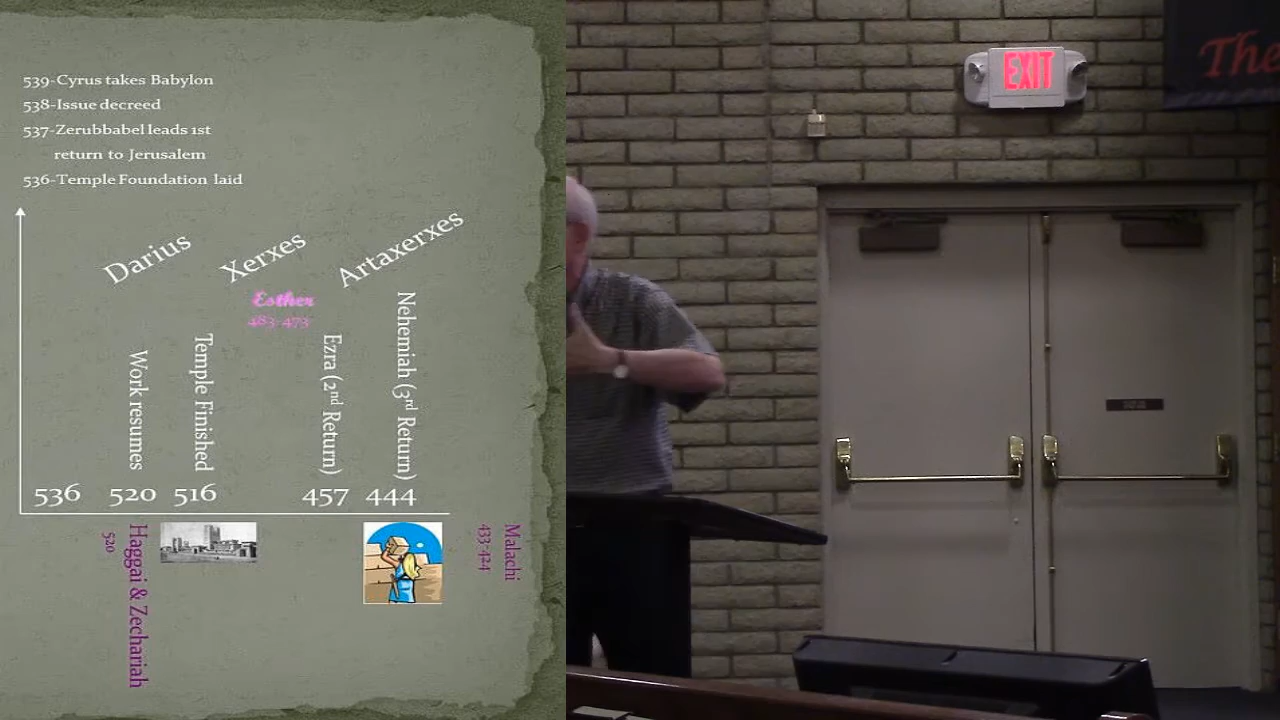 539-Cyrus takes Babylon
538-Issue decreed
537-Zerubbabel leads 1st
return to Jerusalem
536-Temple Foundation laid
Darius
Xerxes
Artaxerxes
Esther
483-473
Work resumes
Temple Finished
Ezra (2nd Return)
Nehemiah (3rd Return)
536 520 516 457 444
Haggai & Zechariah
520
Malachi
433-424
EXIT
The